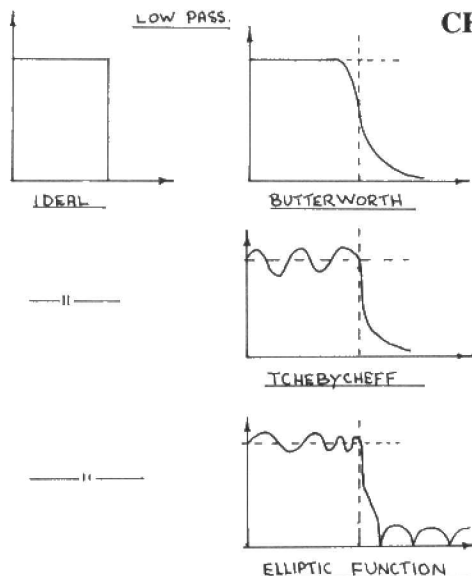 LOW PASS.
CH
IDEAL
BUTTERWORTH
—"—
TCHEBYCHEFF
—"—
ELLIPTIC FUNCTION